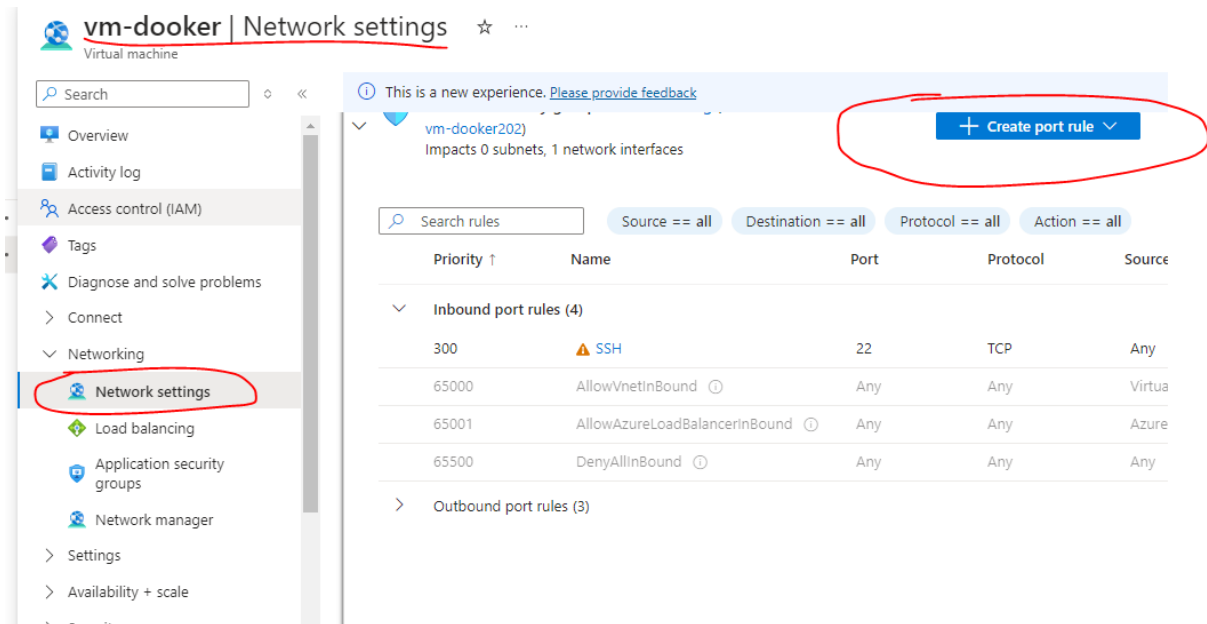 vm-dooker | Network settings
Virtual machine
Search
This is a new experience. Please provide feedback
Overview
Activity log
Access control (IAM)
Tags
Diagnose and solve problems
Connect
Networking
Network settings
Load balancing
Application security
groups
Network manager
Settings
Availability + scale
vm-dooker202)
Impacts 0 subnets, 1 network interfaces
Create port rule
Search rules
Source == all
Destination == all
Protocol == all
Action == all
Priority ↑ Name Port Protocol Source
Inbound port rules (4)
300 SSH 22 TCP Any
65000 AllowVnetInBound Any Any Virtua
65001 AllowAzureLoadBalancerInBound Any Any Azure
65500 DenyAllInBound Any Any Any
Outbound port rules (3)